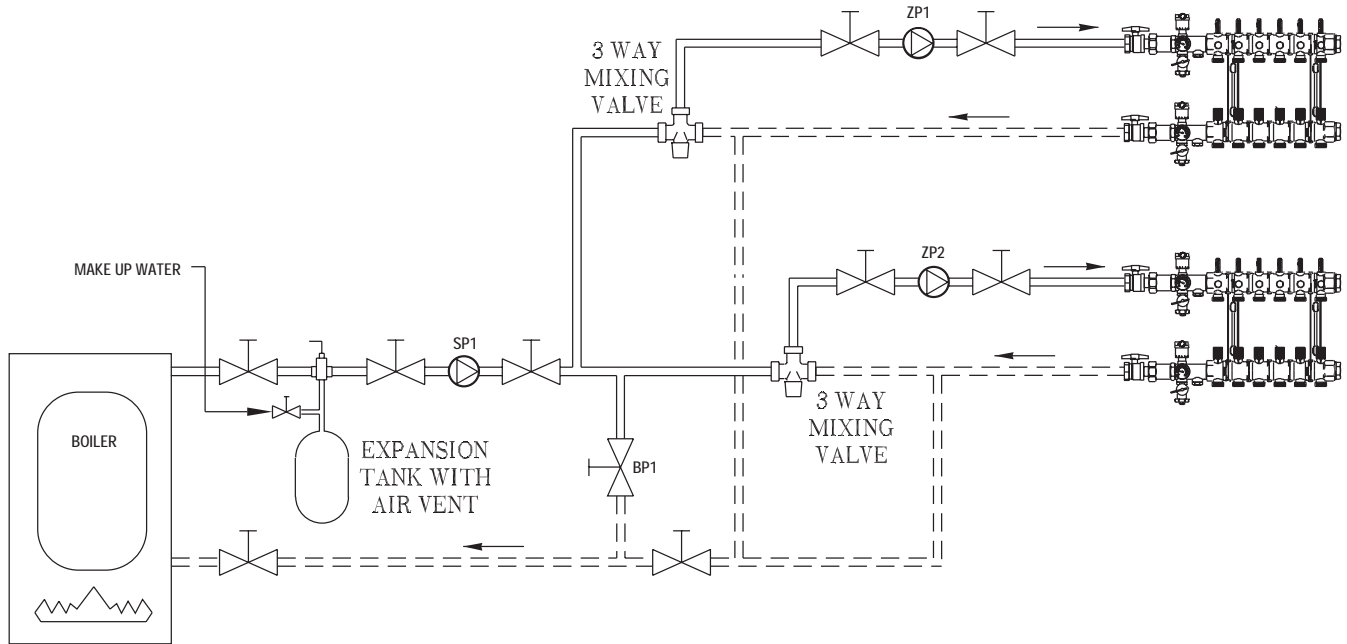 ZP1
3 WAY
MIXING
VALVE
ZP2
MAKE UP WATER
SP1
3 WAY
MIXING
VALVE
BOILER
EXPANSION
TANK WITH
AIR VENT
BP1